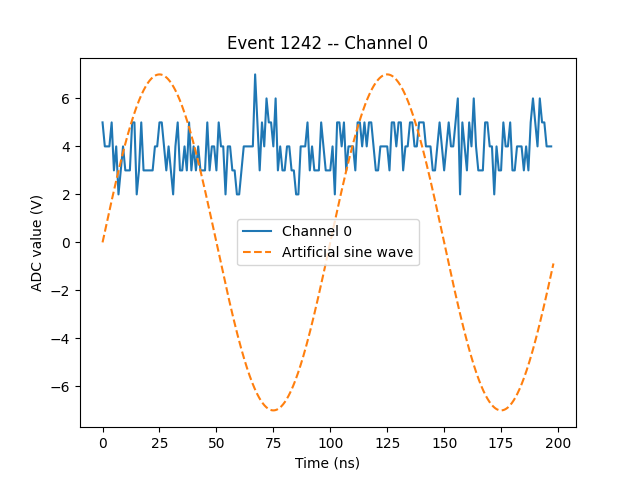 Event 1242 -- Channel 0
ADC value (V)
6
4
2
0
−2
−4
−6
Channel 0
Artificial sine wave
0 25 50 75 100 125 150 175 200
Time (ns)